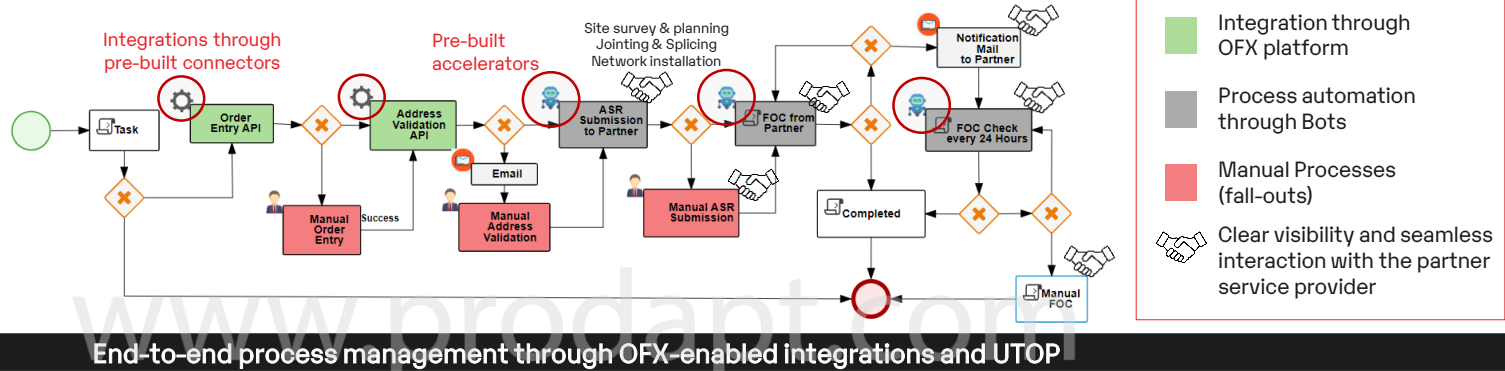 Integrations through
pre-built connectors
Pre-built
accelerators
Site survey & planning
Jointing & Splicing
Network installation
Notification
Mail
to Partner
Task
Order
Entry API
Address
Validation
API
ASR
Submission
to Partner
FOC from
Partner
FOC Check
every 24 Hours
Email
Manual
Order
Entry
Success
Manual
Address
Validation
Manual ASR
Submission
Completed
Manual
FOC
Integration through
OFX platform
Process automation
through Bots
Manual Processes
(fall-outs)
Clear visibility and seamless
interaction with the partner
service provider
www.prodapt.com
End-to-end process management through OFX-enabled integrations and UTOP